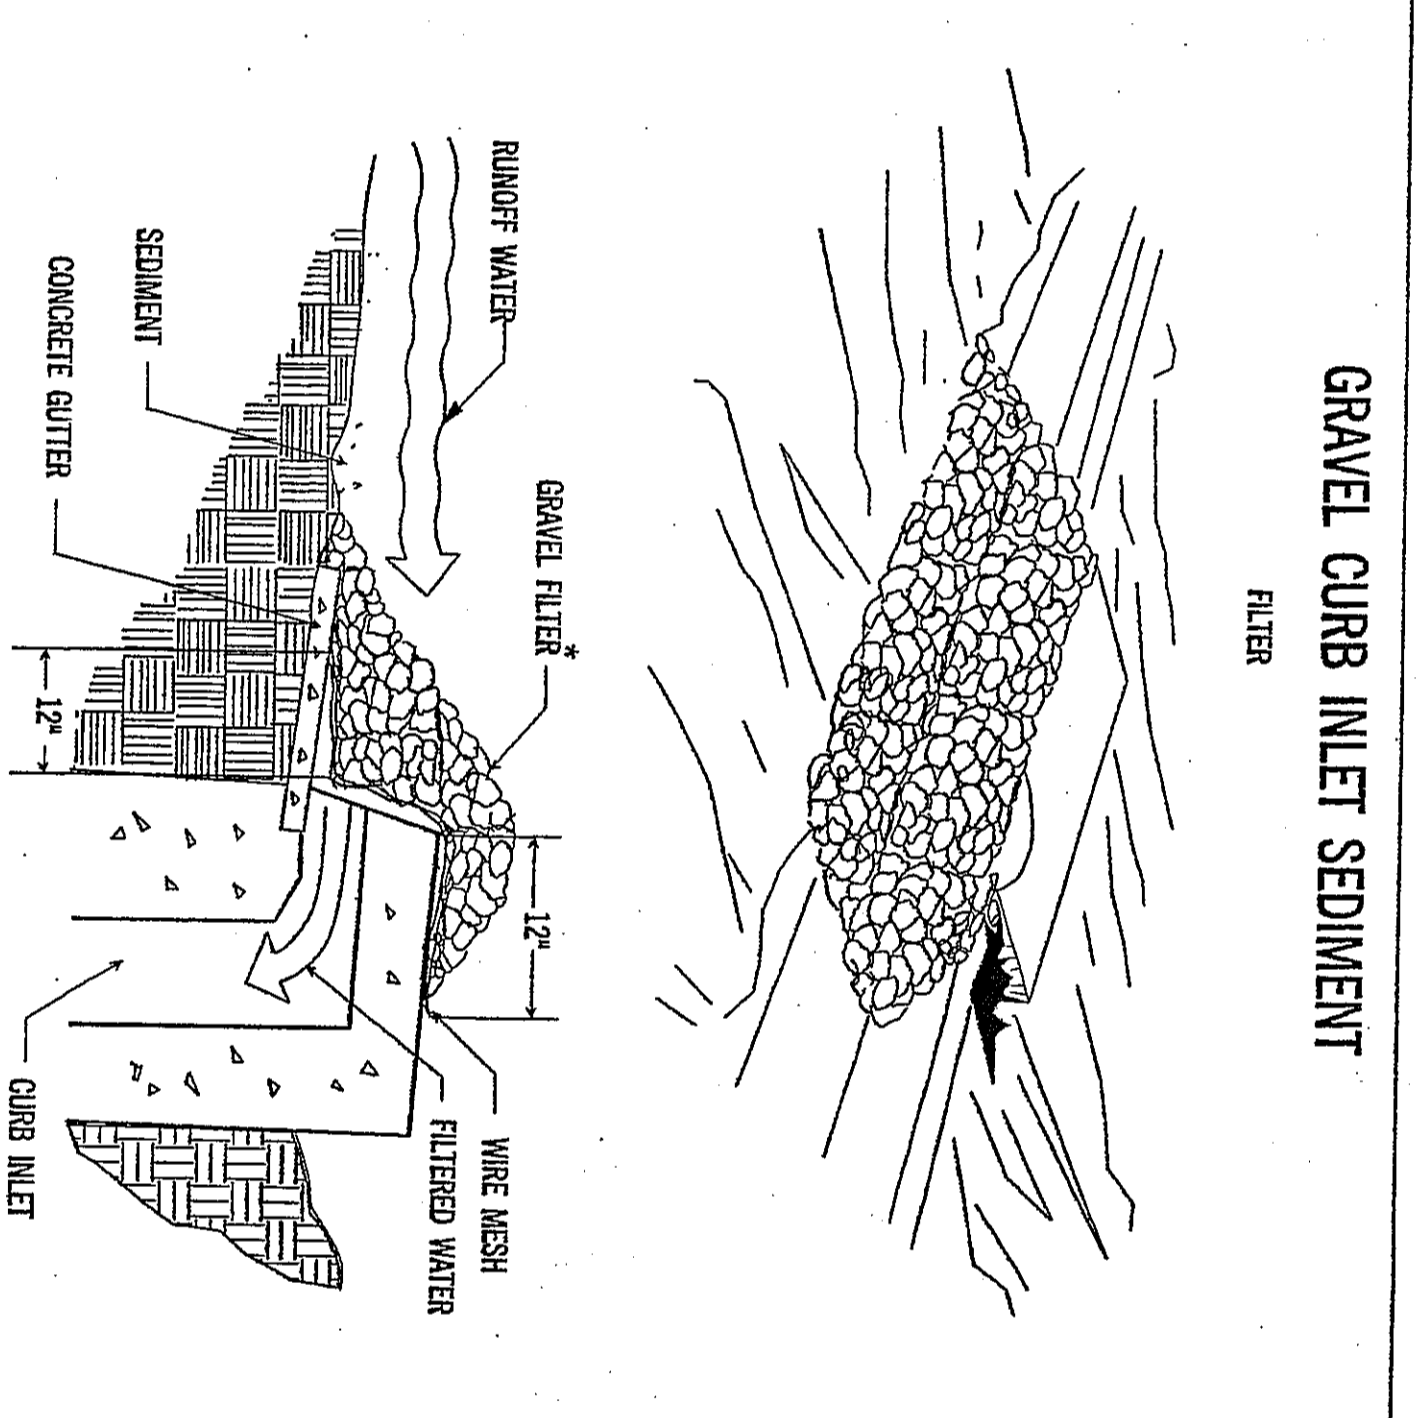 GRAVEL CURB INLET SEDIMENT
FILTER
GRAVEL FILTER*
RUNOFF WATER
12"
WIRE MESH
FILTERED WATER
SEDIMENT
CONCRETE GUTTER
12"
CURB INLET